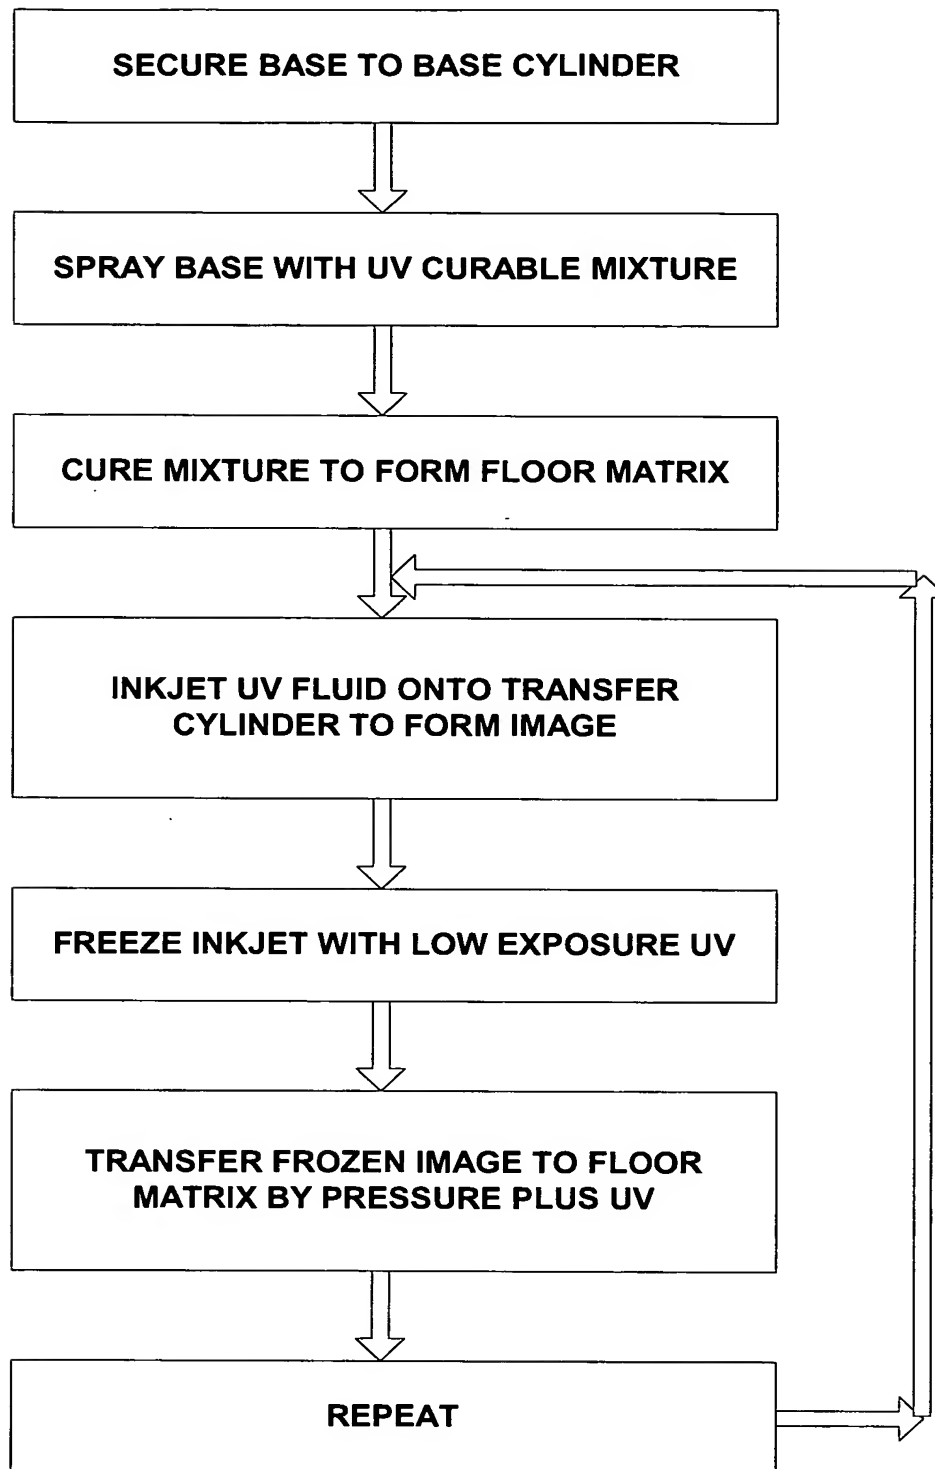 SECURE BASE TO BASE CYLINDER
SPRAY BASE WITH UV CURABLE MIXTURE
CURE MIXTURE TO FORM FLOOR MATRIX
INKJET UV FLUID ONTO TRANSFER
CYLINDER TO FORM IMAGE
FREEZE INKJET WITH LOW EXPOSURE UV
TRANSFER FROZEN IMAGE TO FLOOR
MATRIX BY PRESSURE PLUS UV
REPEAT